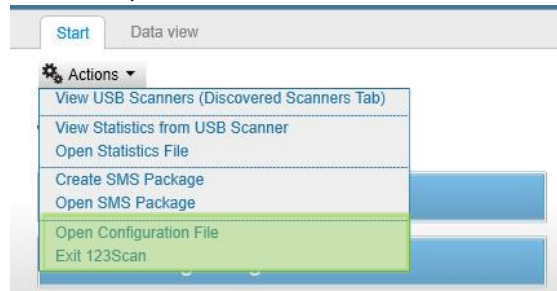 Start Data view
Actions
View USB Scanners (Discovered Scanners Tab)
View Statistics from USB Scanner
Open Statistics File
Create SMS Package
Open SMS Package
Open Configuration File
Exit 123Scan